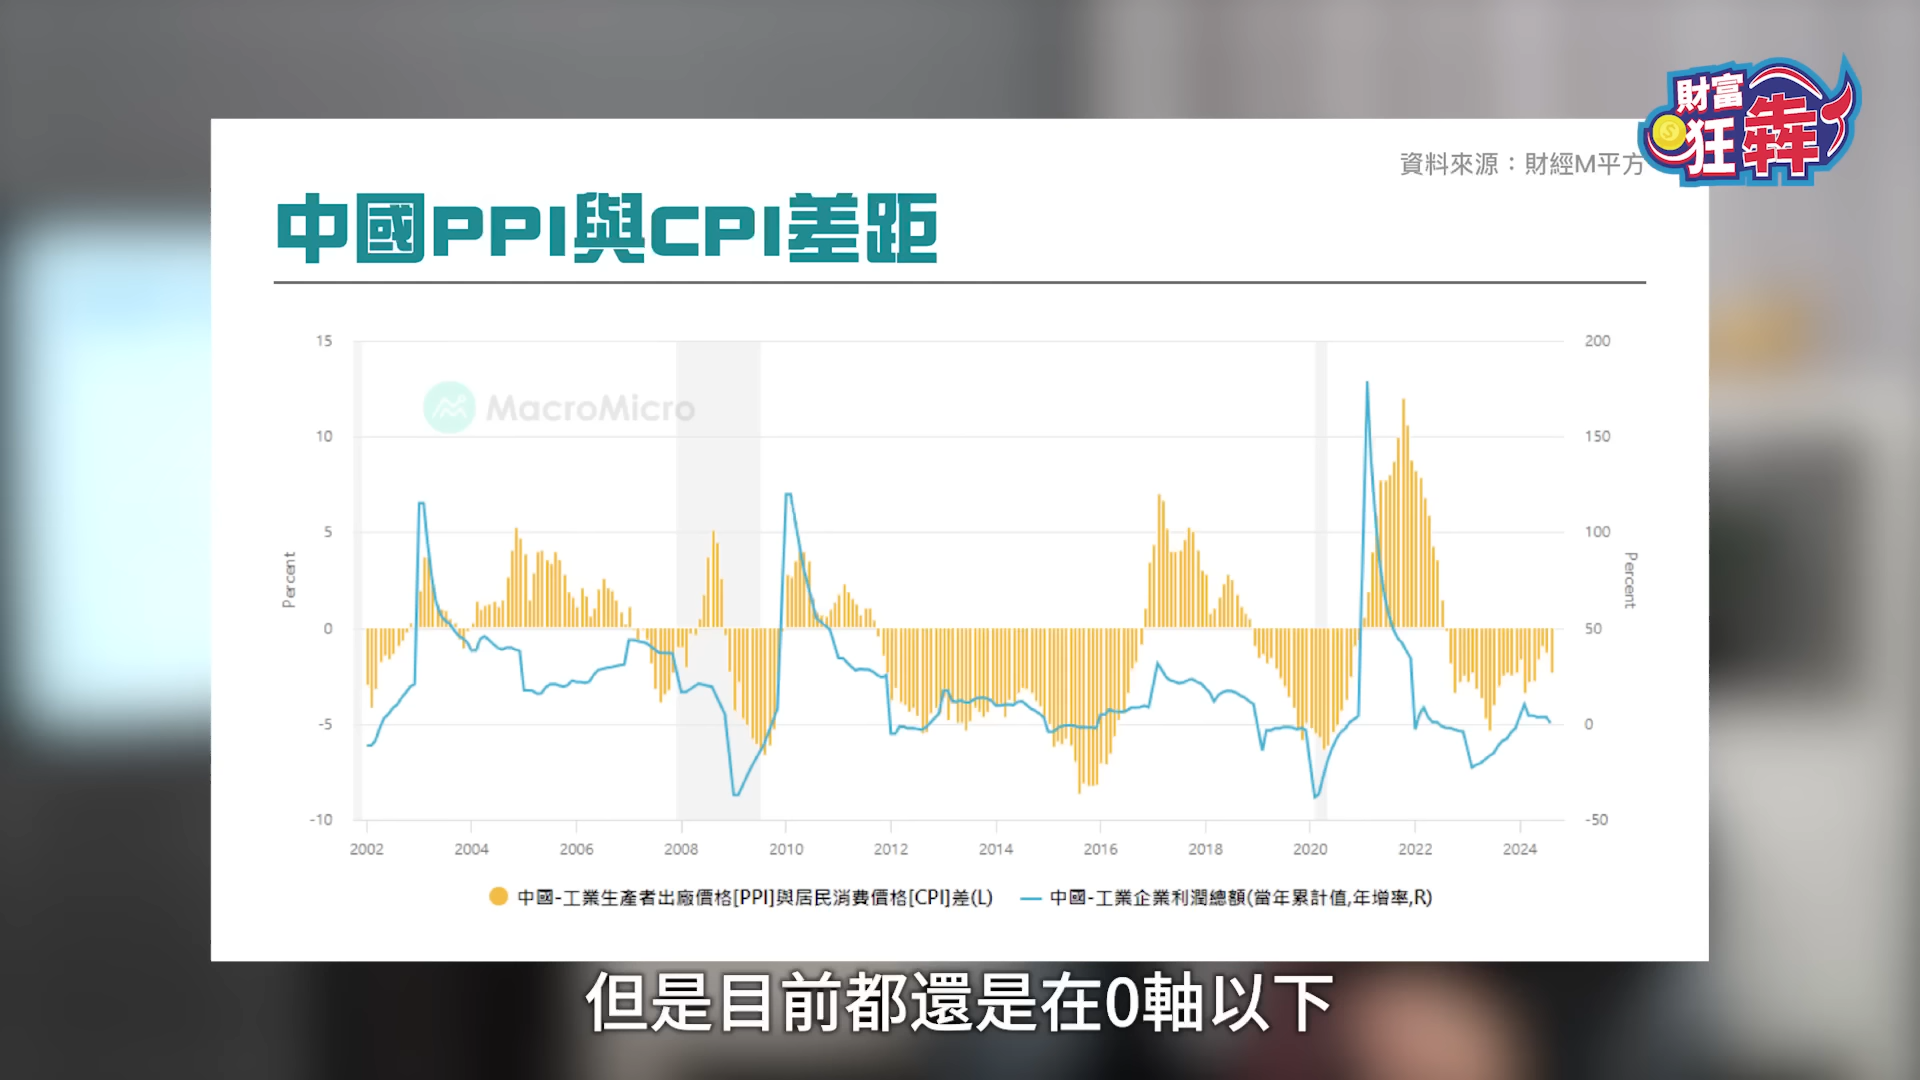 財富
狂犇
資料來源：財經M平方
中國PPI與CPI差距
MacroMicro
15
10
5
0
-5
-10
Percent
200
150
100
50
0
-50
Percent
2002 2004 2006 2008 2010 2012 2014 2016 2018 2020 2022 2024
中國-工業生產者出廠價格[PPI]與居民消費價格[CPI]差(L) 中國-工業企業利潤總額(當年累計值,年增率,R)
但是目前都還是在0軸以下